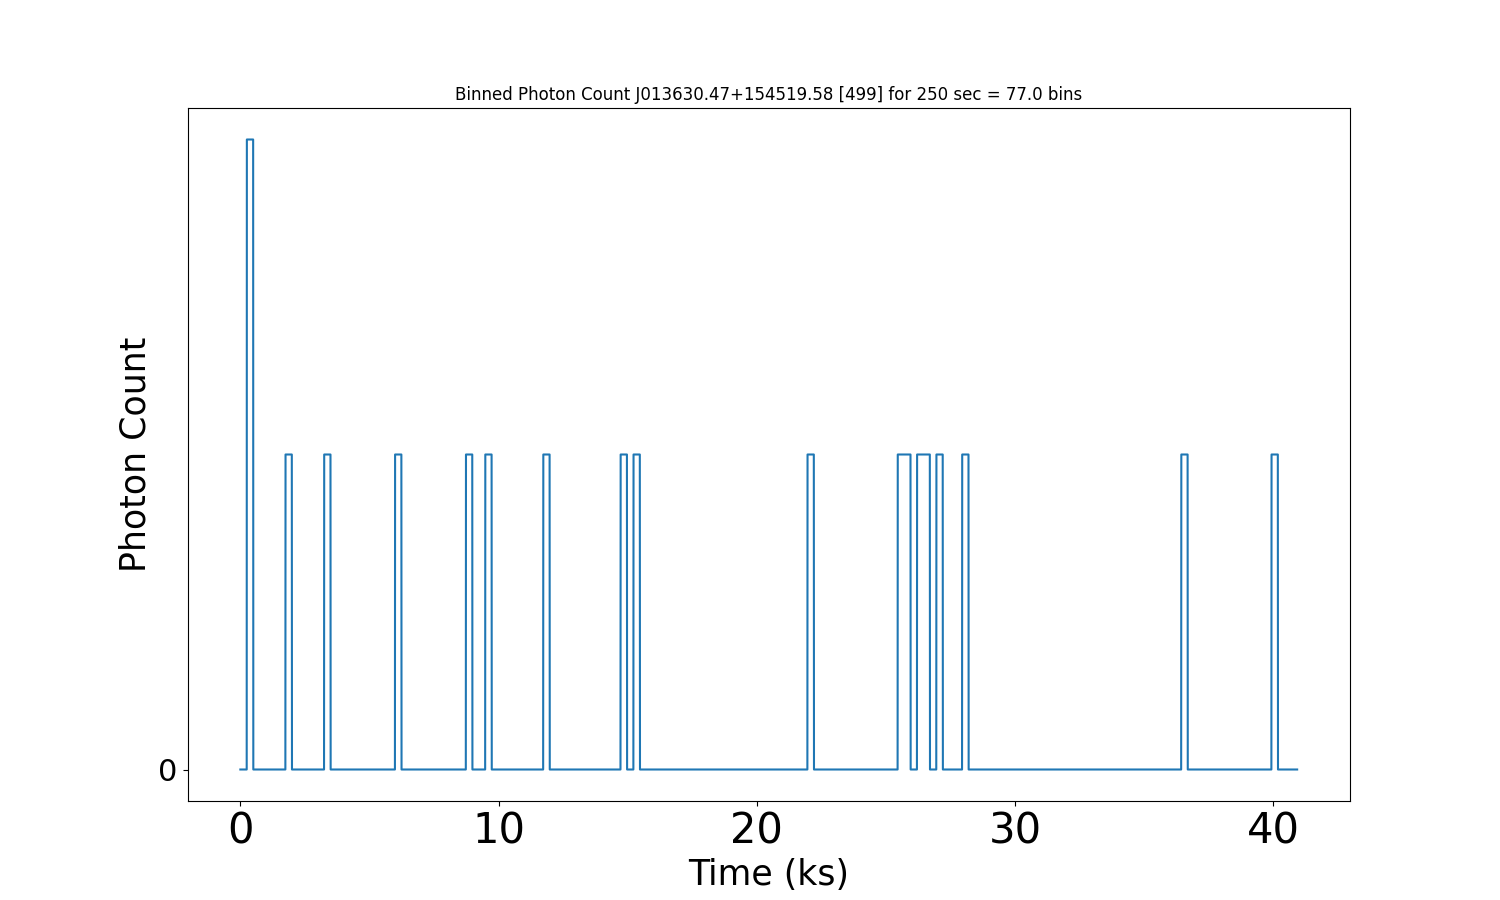 Binned Photon Count J013630.47+154519.58 [499] for 250 sec = 77.0 bins
Photon Count
0
0 10 20 30 40
Time (ks)